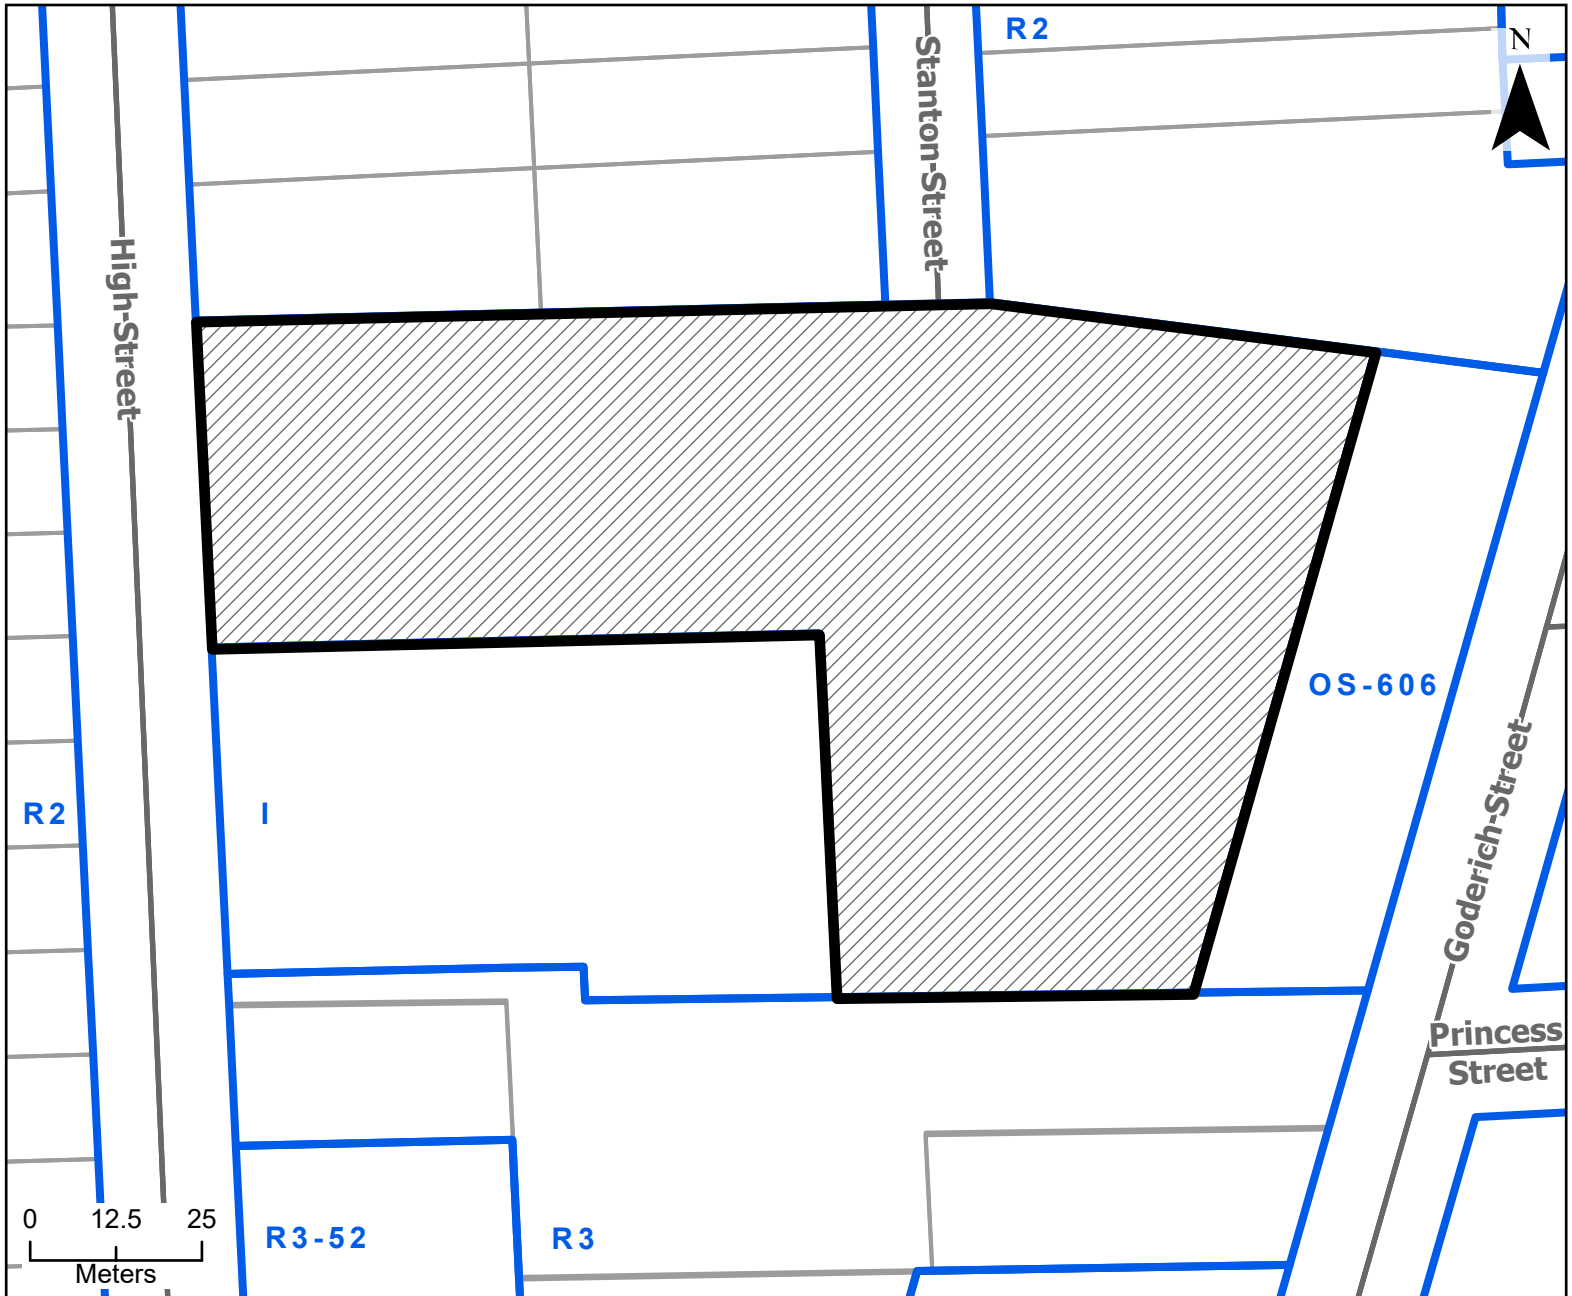 R2
N
Stanton Street
High Street
OS-606
Goderich Street
R2
I
Princess
Street
0 12.5 25
Meters
R3-52
R3